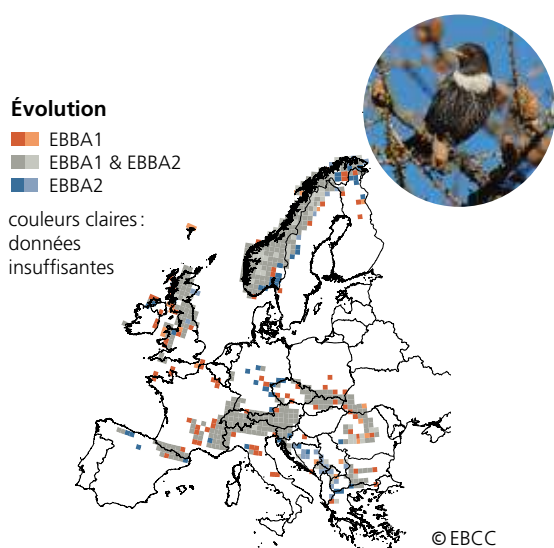 Évolution
EBBA1
EBBA1 & EBBA2
EBBA2
couleurs claires:
données
insuffisantes
© EBCC